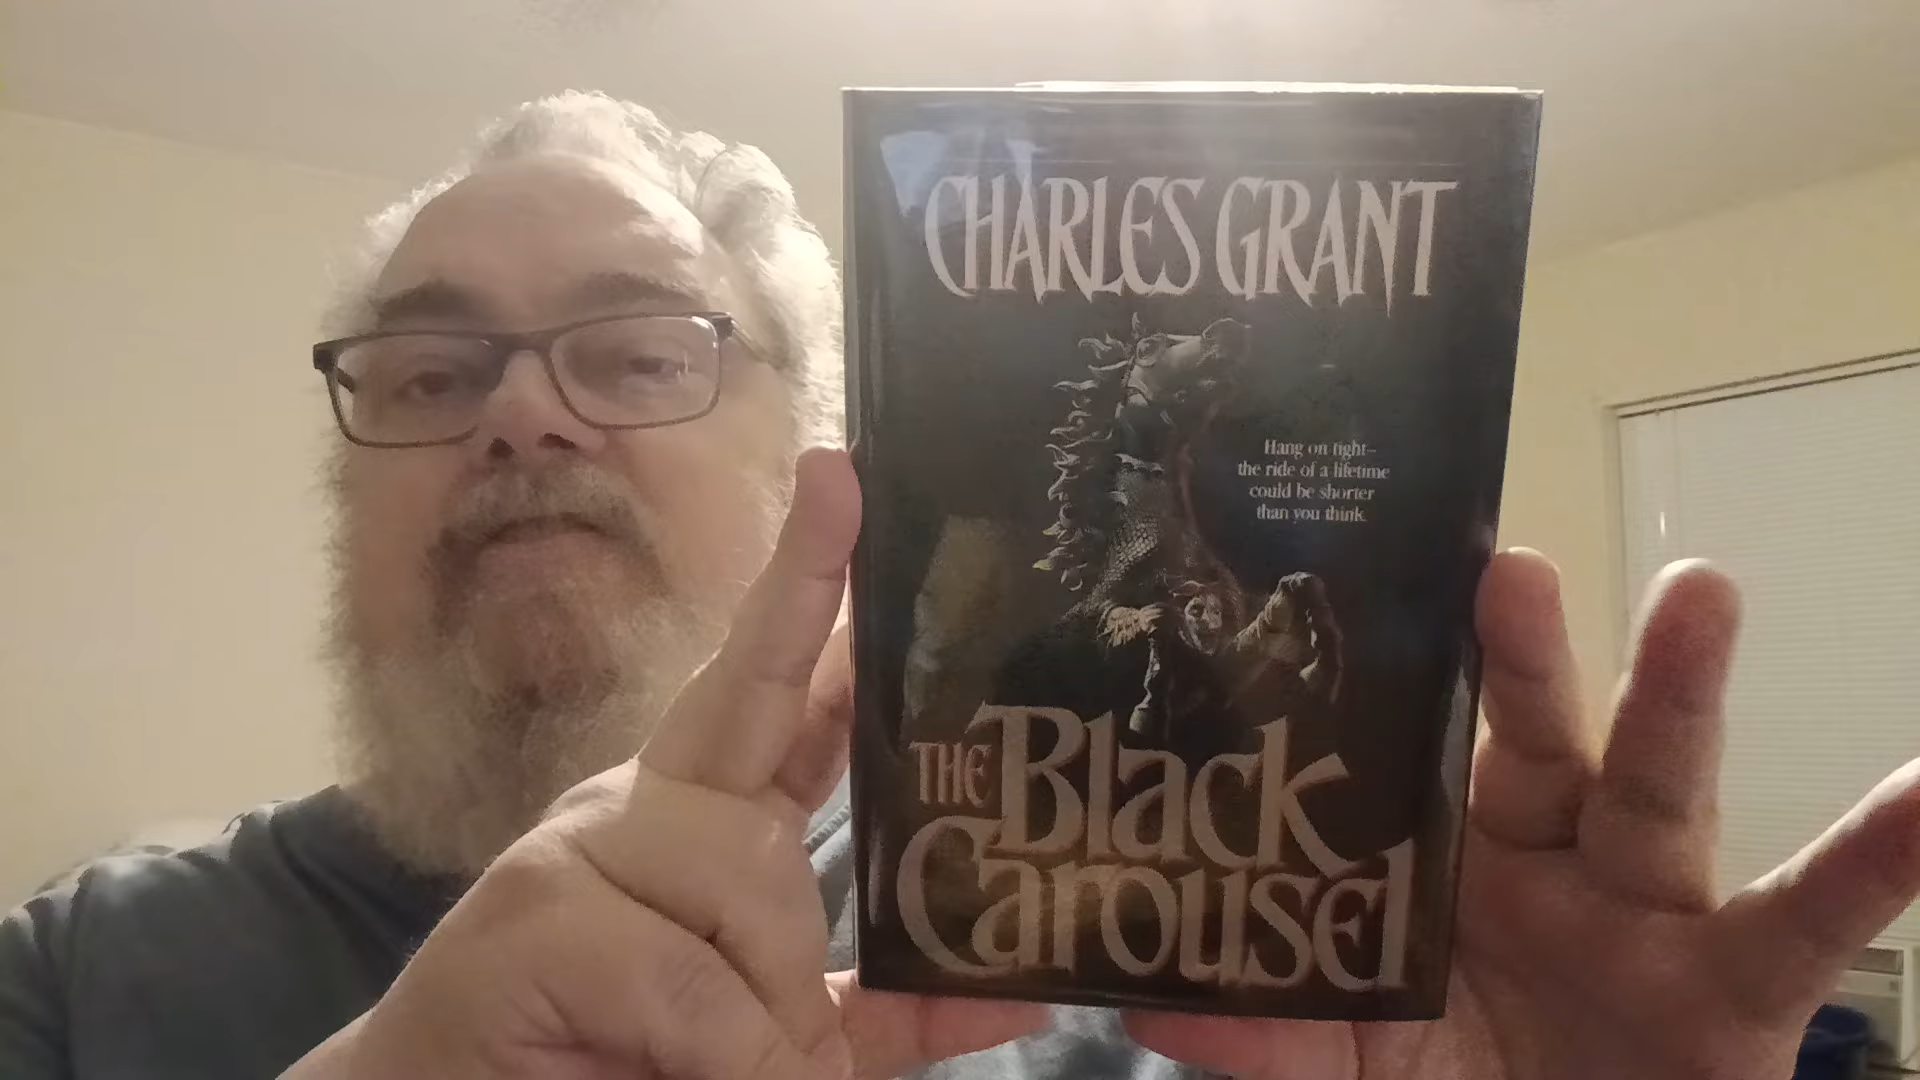 CHARLES GRANT
Hang on tight–
the ride of a lifetime
could be shorter
than you think.
THE Black
Carousel